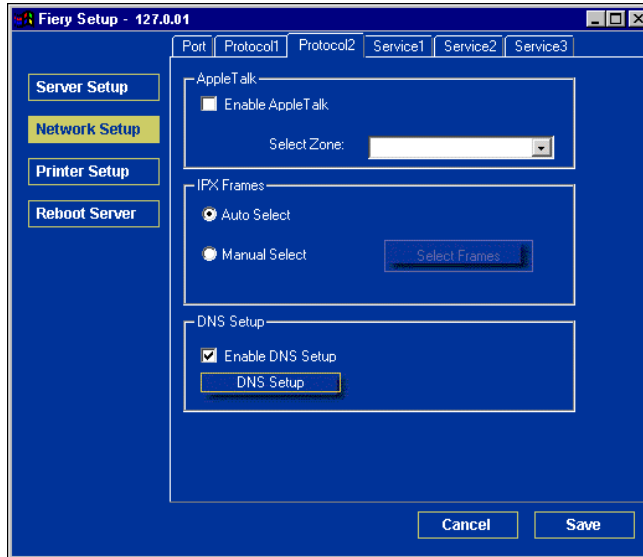 Fiery Setup - 127.0.01
Port Protocol1 Protocol2 Service1 Service2 Service3
Server Setup
Network Setup
Printer Setup
Reboot Server
AppleTalk
Enable AppleTalk
Select Zone:
IPX Frames
Auto Select
Manual Select
Select Frames
DNS Setup
Enable DNS Setup
DNS Setup
Cancel
Save